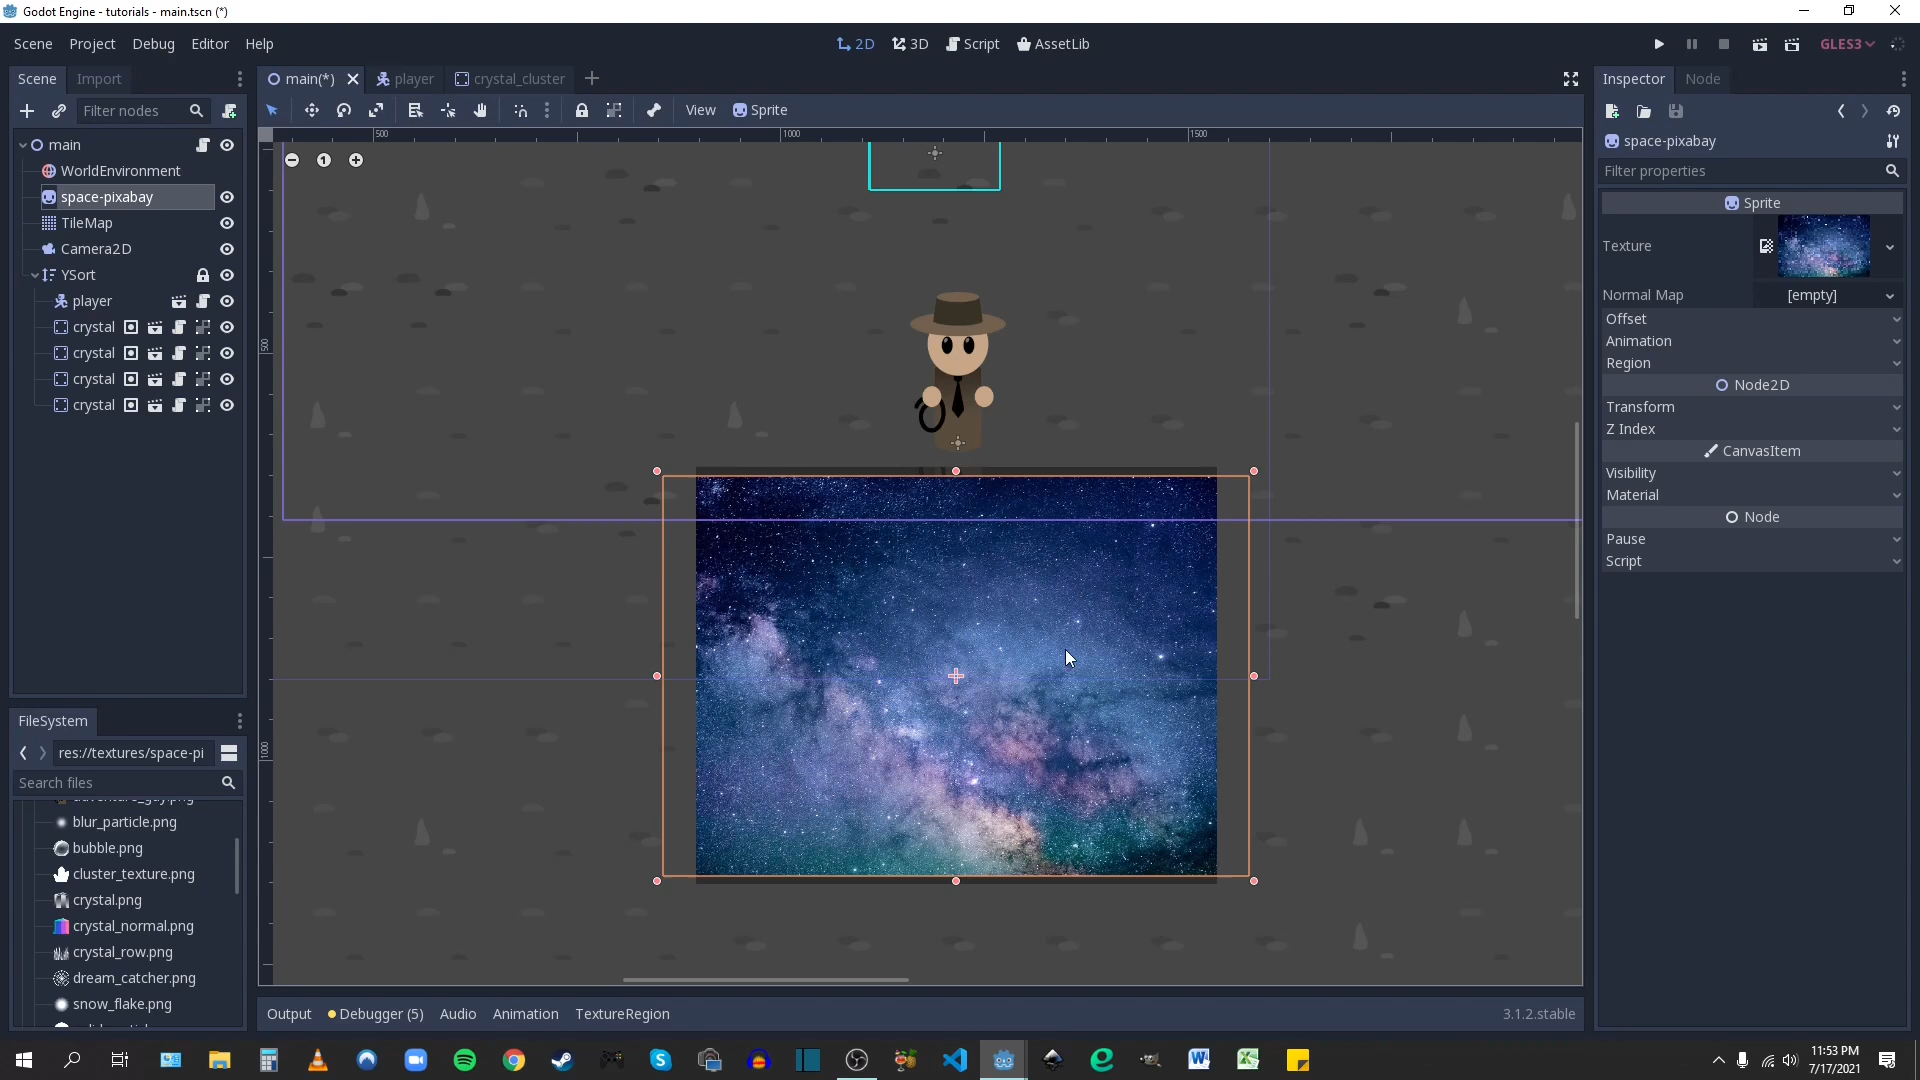 Godot Engine - tutorials - main.tscn (*)
Scene Project Debug Editor Help
2D 3D Script AssetLib
GLES3
Scene Import
main(*) player crystal_cluster
Inspector Node
Filter nodes
View Sprite
main
WorldEnvironment
space-pixabay
TileMap
Camera2D
YSort
player
crystal
crystal
crystal
crystal
500 1000 1500
500
1000
space-pixabay
Filter properties
Sprite
Texture
Normal Map [empty]
Offset
Animation
Region
Node2D
Transform
Z Index
CanvasItem
Visibility
Material
Node
Pause
Script
FileSystem
res://textures/space-pi
Search files
blur_particle.png
bubble.png
cluster_texture.png
crystal.png
crystal_normal.png
crystal_row.png
dream_catcher.png
snow_flake.png
Output Debugger (5) Audio Animation TextureRegion
3.1.2.stable
11:53 PM
7/17/2021